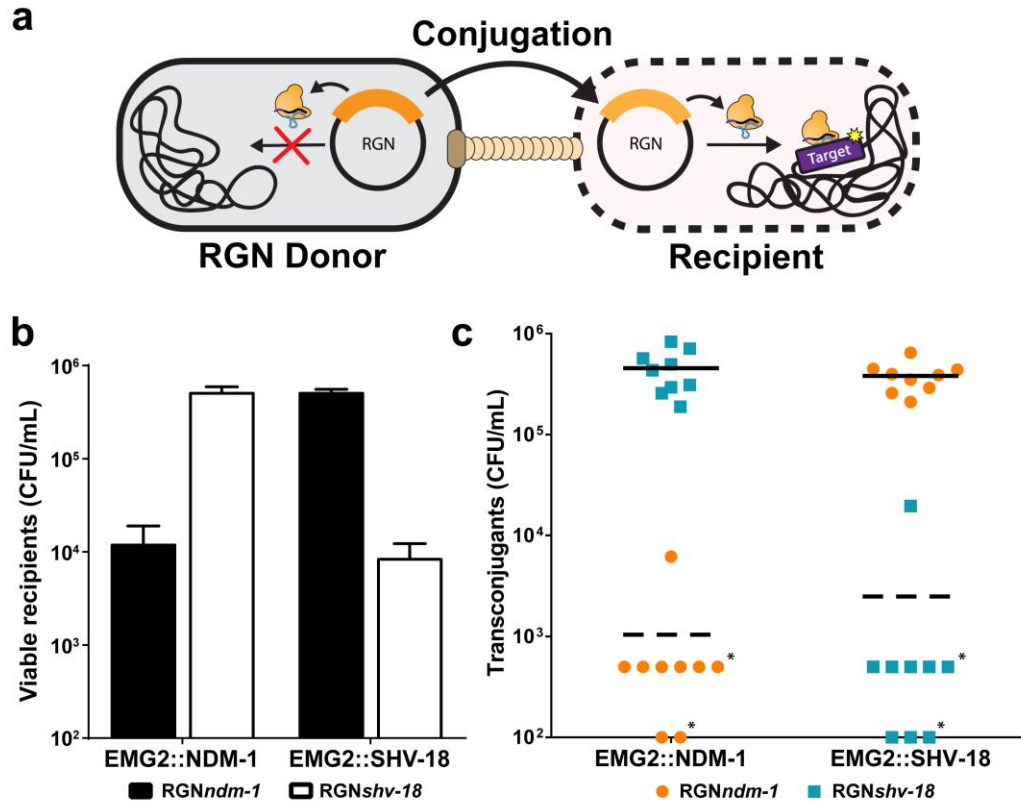 a
Conjugation
RGN
RGN
Target
RGN Donor
Recipient
b
Viable recipients (CFU/mL)
10⁶
10⁵
10⁴
10³
10²
EMG2::NDM-1 EMG2::SHV-18
RGNndm-1 RGNshv-18
c
Transconjugants (CFU/mL)
10⁶
10⁵
10⁴
10³
10²
*
*
*
*
EMG2::NDM-1 EMG2::SHV-18
RGNndm-1 RGNshv-18